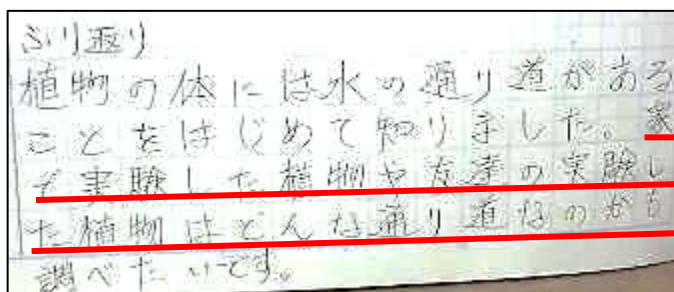 ふり返り
植物の体には水の通り道がある
ことをはじめて知りました。家
で実験した植物や友達の実験し
た植物はどんな通り道なのかも
調べたいです。